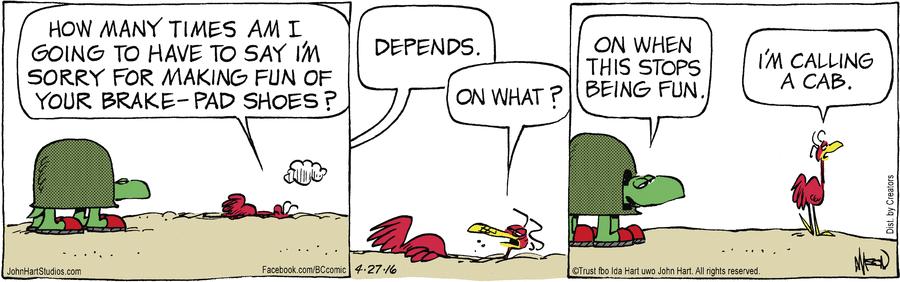 HOW MANY TIMES AM I
GOING TO HAVE TO SAY I'M
SORRY FOR MAKING FUN OF
YOUR BRAKE-PAD SHOES?
JohnHartStudios.com
Facebook.com/BCcomic
DEPENDS.
ON WHAT?
4-27-16
ON WHEN
THIS STOPS
BEING FUN.
I'M CALLING
A CAB.
©Trust fbo Ida Hart uwo John Hart. All rights reserved.
Dist. by Creators